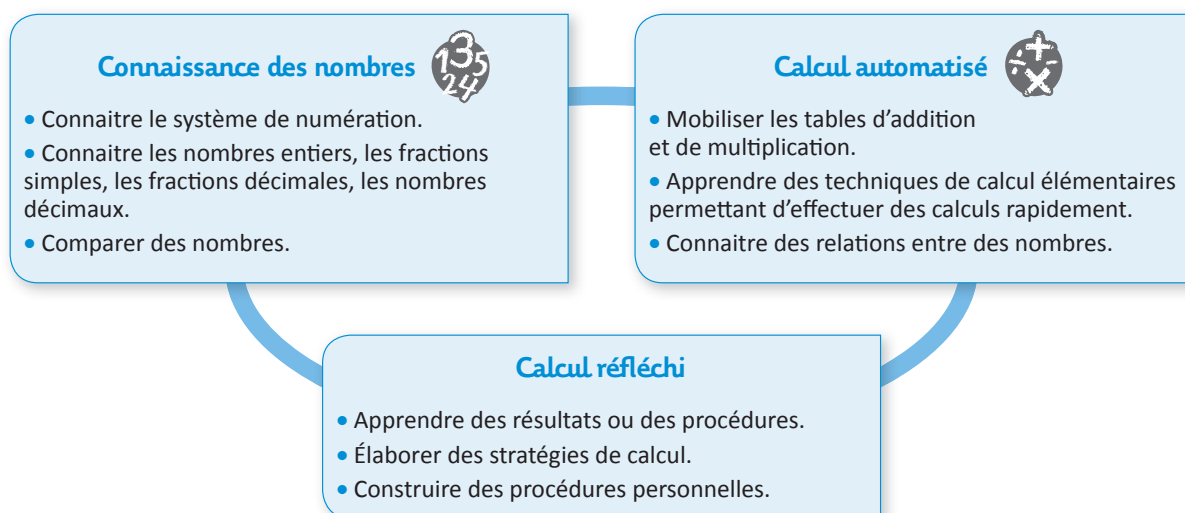 Connaissance des nombres
135
24
• Connaitre le système de numération.
• Connaitre les nombres entiers, les fractions
simples, les fractions décimales, les nombres
décimaux.
• Comparer des nombres.
Calcul automatisé
÷+
×
• Mobiliser les tables d'addition
et de multiplication.
• Apprendre des techniques de calcul élémentaires
permettant d'effectuer des calculs rapidement.
• Connaitre des relations entre des nombres.
Calcul réfléchi
• Apprendre des résultats ou des procédures.
• Élaborer des stratégies de calcul.
• Construire des procédures personnelles.